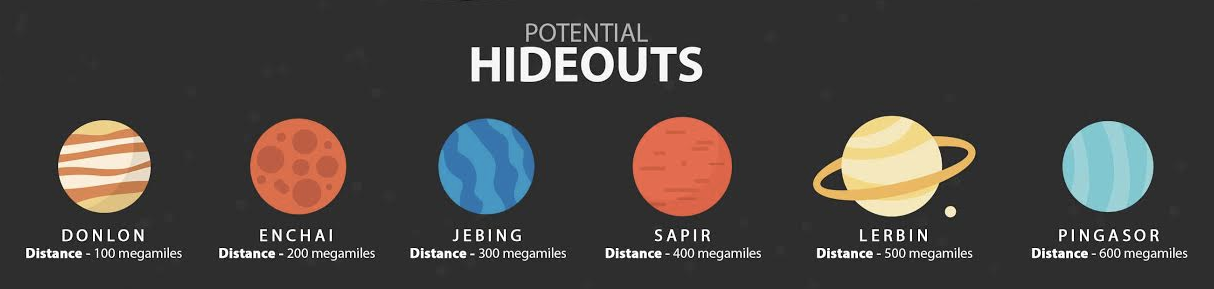 POTENTIAL
HIDEOUTS
DONLON
Distance - 100 megamiles
ENCHAI
Distance - 200 megamiles
JEBING
Distance - 300 megamiles
SAPIR
Distance - 400 megamiles
LERBIN
Distance - 500 megamiles
PINGASOR
Distance - 600 megamiles